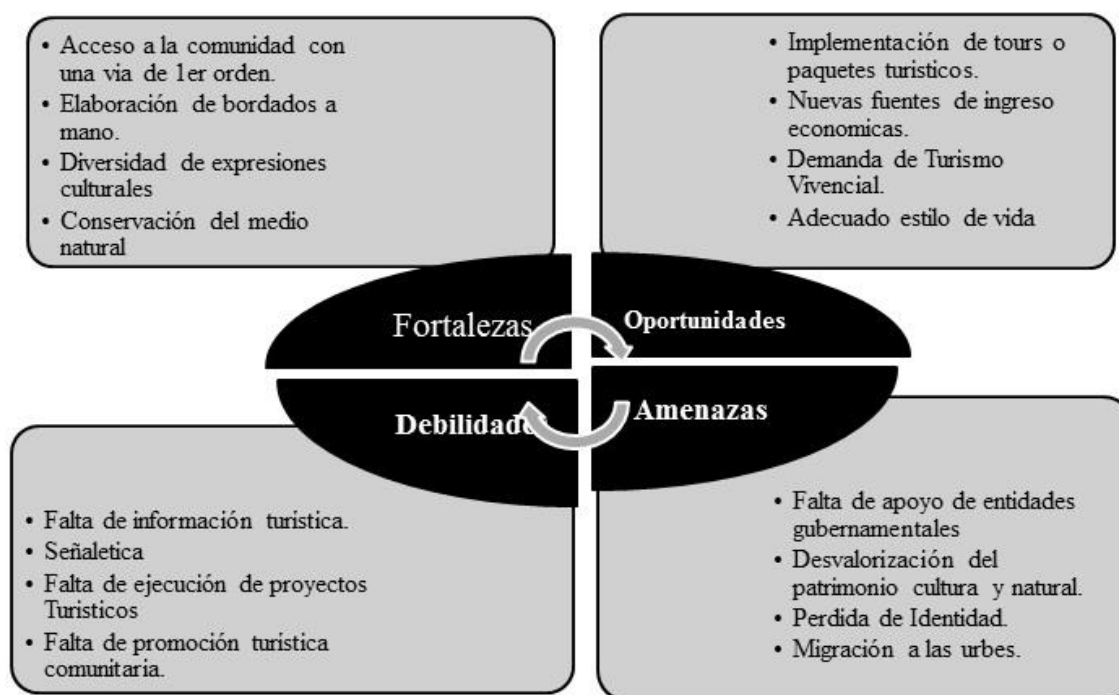 • Acceso a la comunidad con
una via de 1er orden.
• Elaboración de bordados a
mano.
• Diversidad de expresiones
culturales
• Conservación del medio
natural
• Implementación de tours o
paquetes turisticos.
• Nuevas fuentes de ingreso
economicas.
• Demanda de Turismo
Vivencial.
• Adecuado estilo de vida
Fortalezas
Oportunidades
Debilidades
Amenazas
• Falta de información turística.
• Señaletica
• Falta de ejecución de proyectos
Turisticos
• Falta de promoción turística
comunitaria.
• Falta de apoyo de entidades
gubernamentales
• Desvalorización del
patrimonio cultura y natural.
• Perdida de Identidad.
• Migración a las urbes.